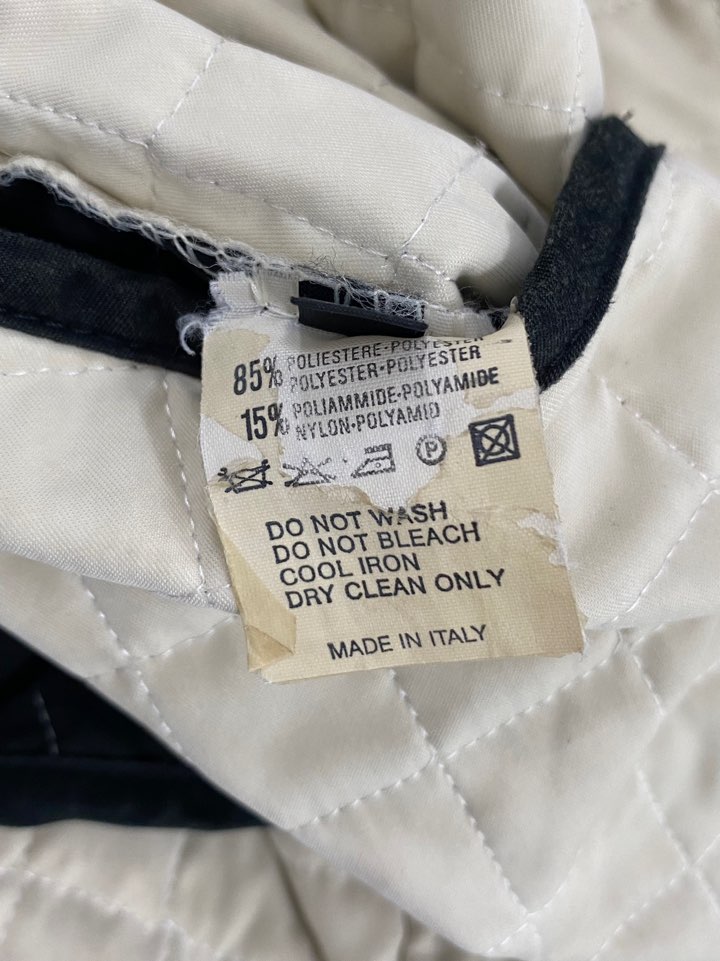 85% POLIESTERE-POLYESTER
POLYESTER-POLYESTER
15% POLIAMMIDE-POLYAMIDE
NYLON-POLYAMID
P
DO NOT WASH
DO NOT BLEACH
COOL IRON
DRY CLEAN ONLY
MADE IN ITALY